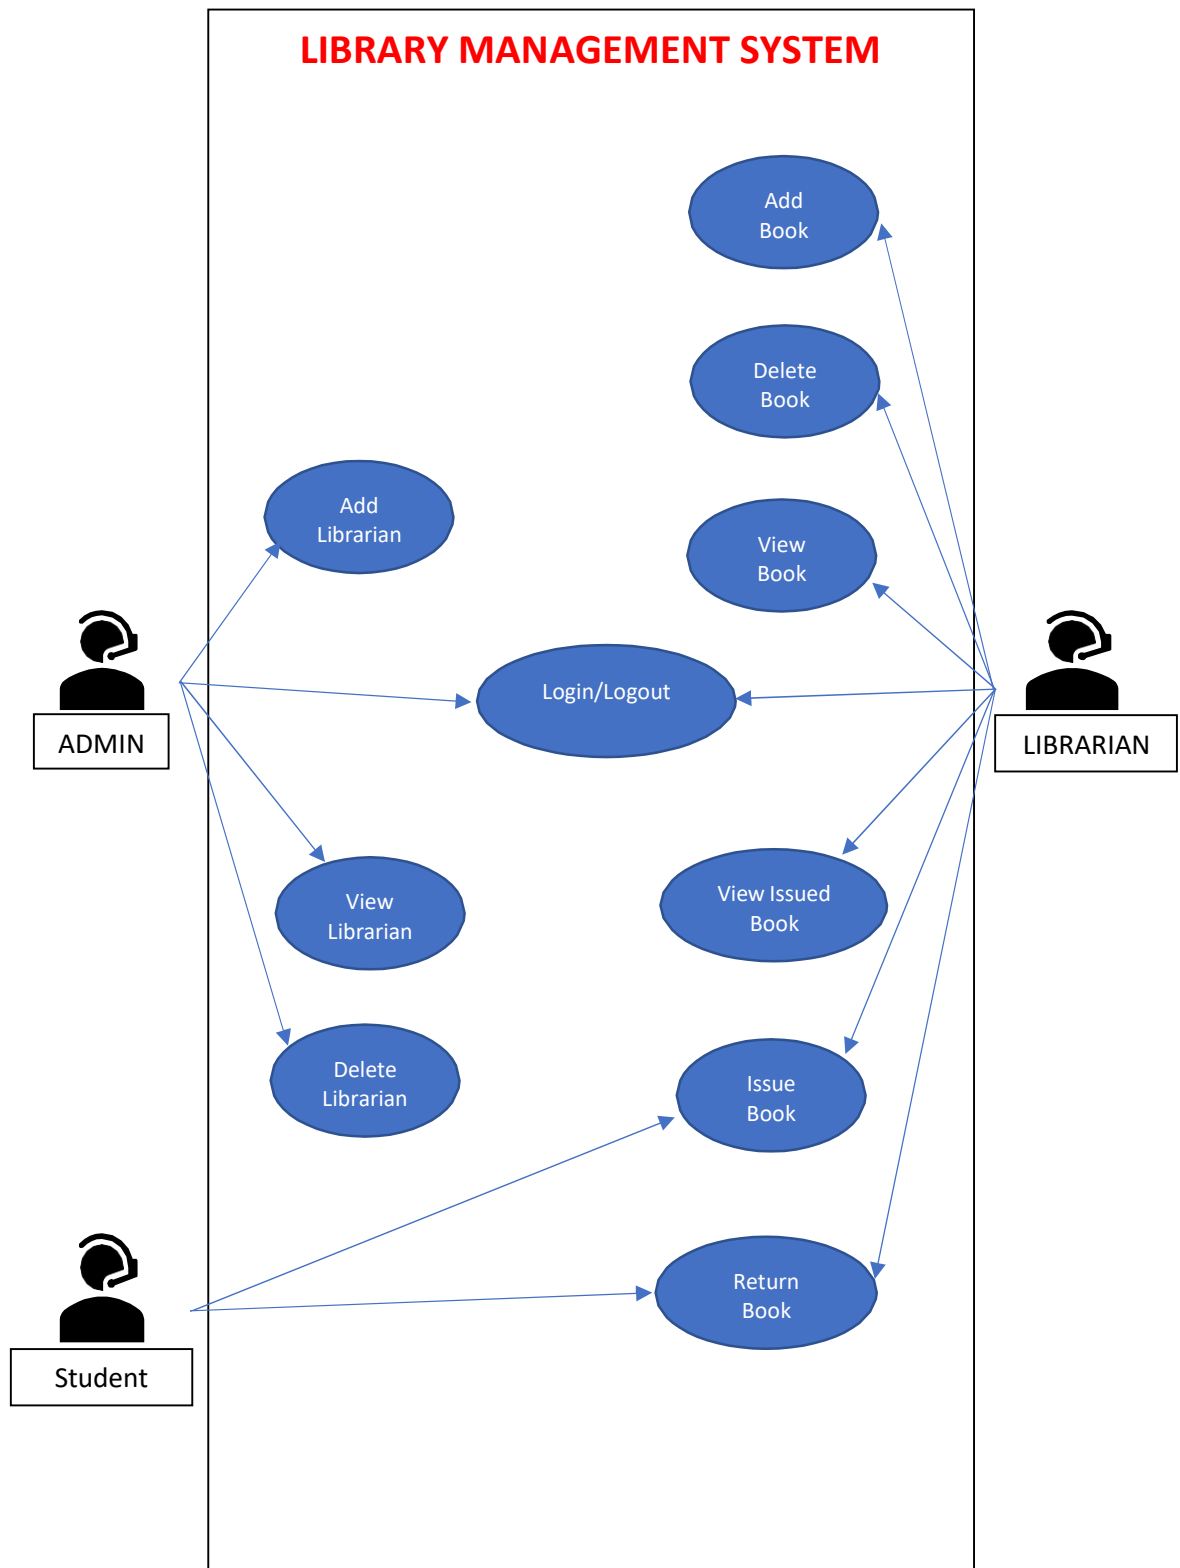 LIBRARY MANAGEMENT SYSTEM
Add
Book
Delete
Book
Add
Librarian
View
Book
Login/Logout
ADMIN
LIBRARIAN
View
Librarian
View Issued
Book
Delete
Librarian
Issue
Book
Return
Book
Student